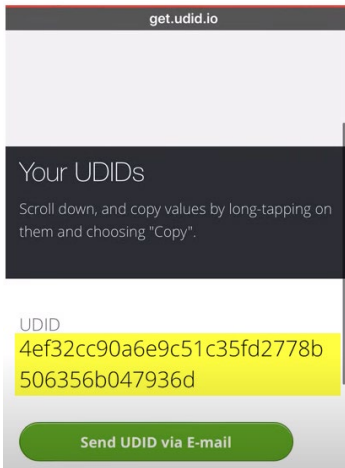 get.udid.io
Your UDIDs
Scroll down, and copy values by long-tapping on
them and choosing "Copy".
UDID
4ef32cc90a6e9c51c35fd2778b
506356b047936d
Send UDID via E-mail